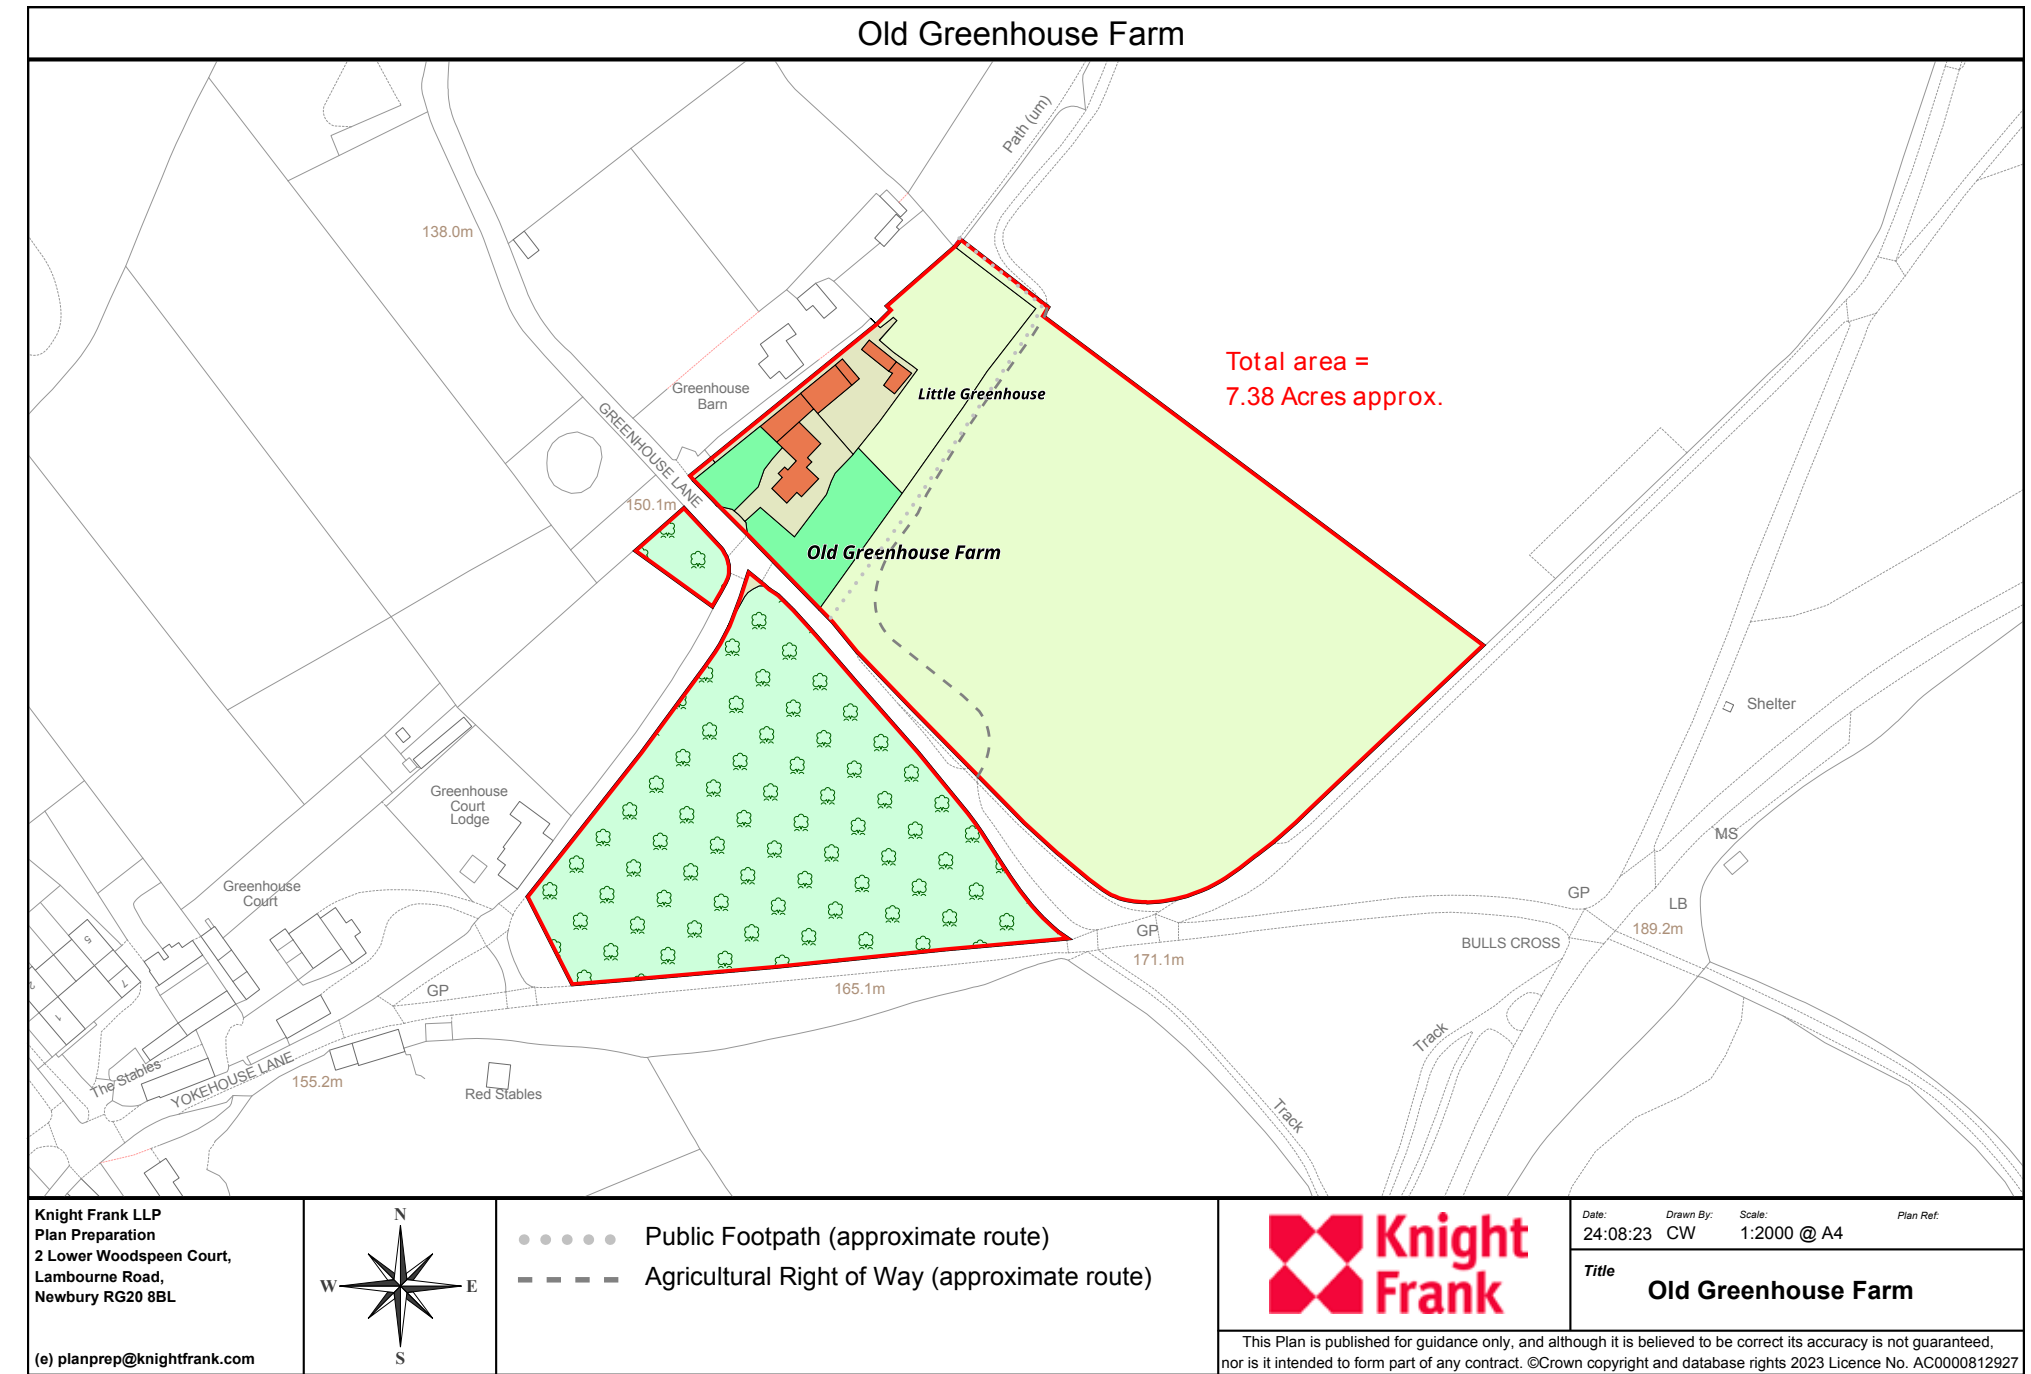 Old Greenhouse Farm
Path (um)
138.0m
Total area =
7.38 Acres approx.
Greenhouse
Barn
Little Greenhouse
GREENHOUSE LANE
150.1m
Old Greenhouse Farm
Shelter
Greenhouse
Court
Lodge
MS
Greenhouse
Court
GP
LB
GP
189.2m
BULLS CROSS
171.1m
5
7
2
1
GP
165.1m
Track
The Stables
YOKEHOUSE LANE
155.2m
Red Stables
Track
Knight Frank LLP
Plan Preparation
2 Lower Woodspeen Court,
Lambourne Road,
Newbury RG20 8BL
(e) planprep@knightfrank.com
N
W
E
S
Public Footpath (approximate route)
Agricultural Right of Way (approximate route)
Knight
Frank
Date:
Drawn By:
Scale:
Plan Ref:
24:08:23
CW
1:2000 @ A4
Title
Old Greenhouse Farm
This Plan is published for guidance only, and although it is believed to be correct its accuracy is not guaranteed,
nor is it intended to form part of any contract. ©Crown copyright and database rights 2023 Licence No. AC0000812927